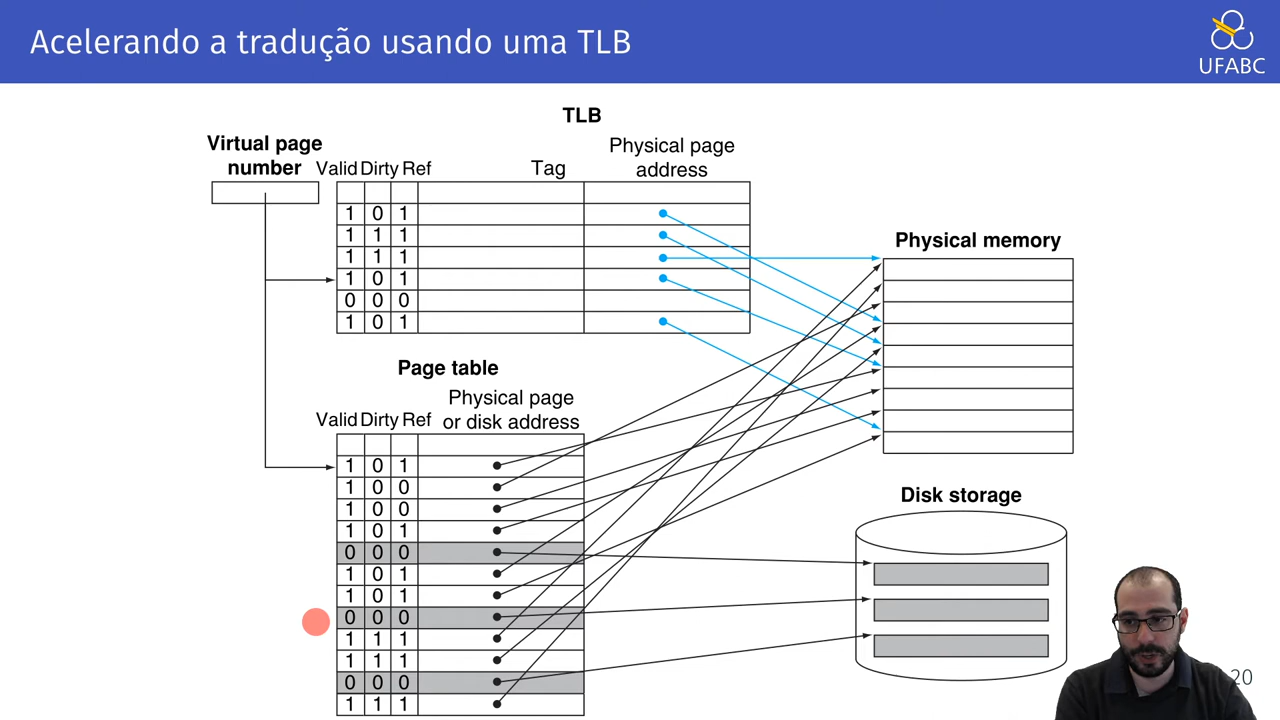 Acelerando a tradução usando uma TLB
UFABC
TLB
Virtual page
number
Valid Dirty Ref
Tag
Physical page
address
1 0 1
1 1 1
1 1 1
1 0 1
0 0 0
1 0 1
Physical memory
Page table
Physical page
or disk address
Valid Dirty Ref
1 0 1
1 0 0
1 0 0
1 0 1
0 0 0
1 0 1
1 0 1
0 0 0
1 1 1
1 1 1
0 0 0
1 1 1
Disk storage
20